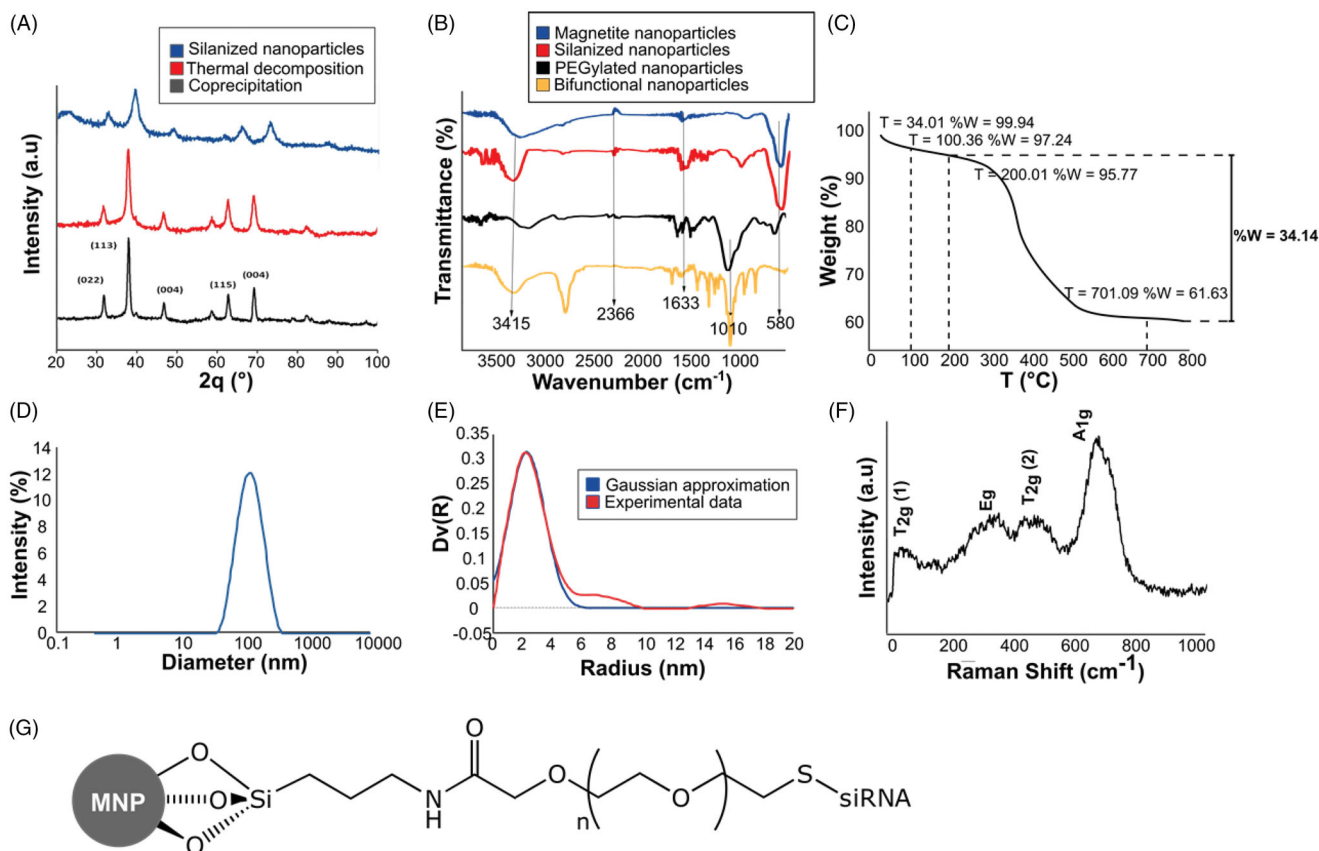 (A)
Silanized nanoparticles
Thermal decomposition
Coprecipitation
Intensity (a.u)
(022)
(113)
(004)
(115)
(004)
20 30 40 50 60 70 80 90 100
2q (°)
(B)
Magnetite nanoparticles
Silanized nanoparticles
PEGylated nanoparticles
Bifunctional nanoparticles
Transmittance (%)
3415
2366
1633
1010
580
3500 3000 2500 2000 1500 1000
Wavenumber (cm-1)
(C)
T = 34.01 %W = 99.94
T = 100.36 %W = 97.24
T = 200.01 %W = 95.77
%W = 34.14
T = 701.09 %W = 61.63
Weight (%)
100
90
80
70
60
0 100 200 300 400 500 600 700 800
T (°C)
(D)
Intensity (%)
14
12
10
8
6
4
2
0
0.1 1 10 100 1000 10000
Diameter (nm)
(E)
Gaussian approximation
Experimental data
Dv(R)
0.35
0.3
0.25
0.2
0.15
0.1
0.05
0
-0.05
0 2 4 6 8 10 12 14 16 18 20
Radius (nm)
(F)
Intensity (a.u)
T2g (1)
Eg
T2g (2)
A1g
0 200 400 600 800 1000
Raman Shift (cm-1)
(G)
MNP
O
O
O
Si
N
H
O
O
n
O
S
siRNA